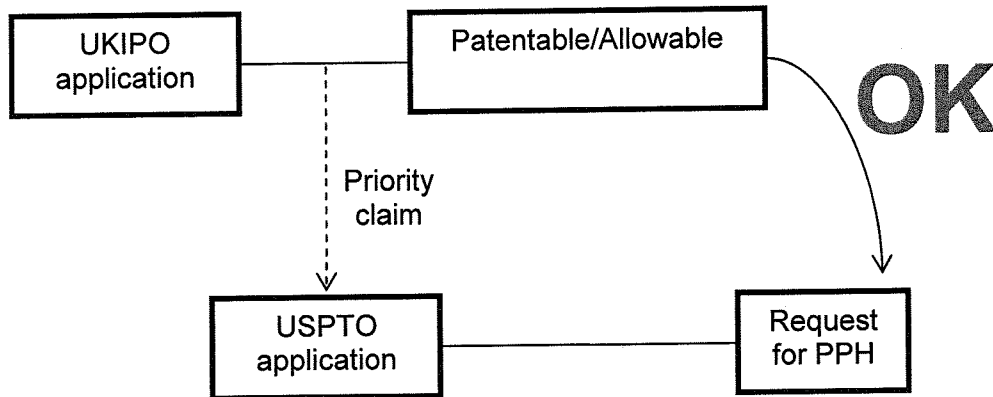 UKIPO
application
Patentable/Allowable
OK
Priority
claim
USPTO
application
Request
for PPH